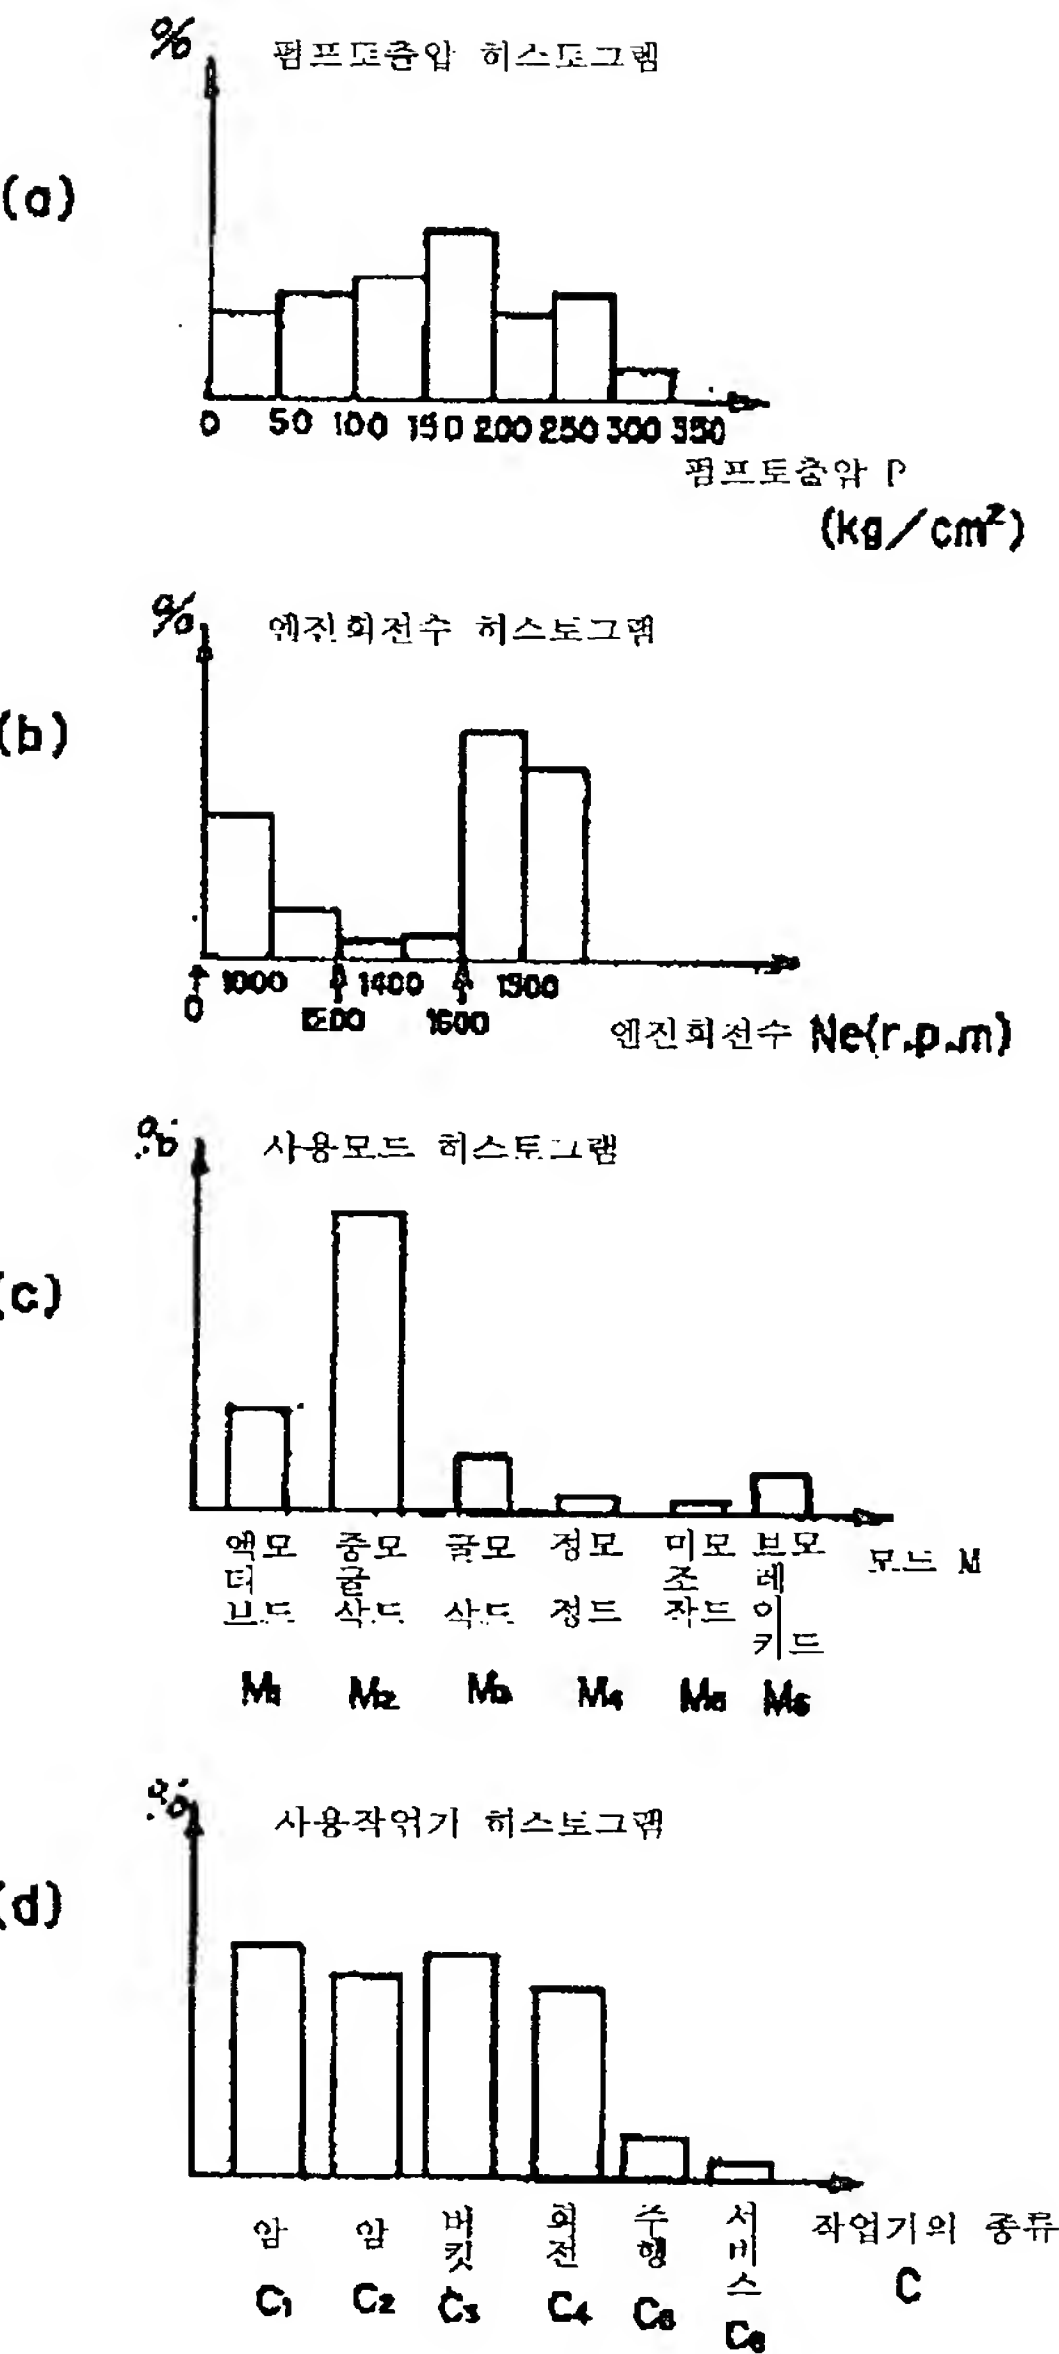 %
펌프토출압 히스토그램
(a)
0 50 100 150 200 250 300 350
펌프토출압 P
(kg/cm²)
%
엔진회전수 히스토그램
(b)
0 1000 1400 1500
1600
엔진회전수 Ne(r.p.m)
%
사용모드 히스토그램
(c)
액모 중모 굴모 정모 미모 브모
터 굴 조 레
브드 삭드 삭드 정드 작드 이
키드
모드 M
M₁ M₂ M₃ M₄ M₅ M₆
%
사용작업기 히스토그램
(d)
암 암 버킷 회전 주행 서비스
작업기의 종류
C₁ C₂ C₃ C₄ C₅ C₆
C